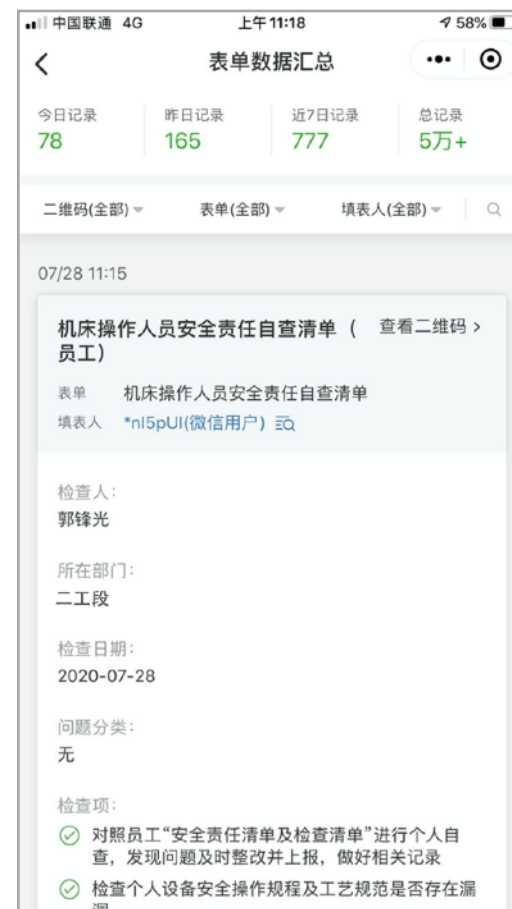 中国联通 4G 上午11:18 58%
表单数据汇总
今日记录 昨日记录 近7日记录 总记录
78 165 777 5万+
二维码(全部) 表单(全部) 填表人(全部)
07/28 11:15
机床操作人员安全责任自查清单（ 查看二维码
员工）
表单 机床操作人员安全责任自查清单
填表人 *nI5pUI(微信用户)
检查人:
郭锋光
所在部门:
二工段
检查日期:
2020-07-28
问题分类:
无
检查项:
对照员工“安全责任清单及检查清单”进行个人自
查，发现问题及时整改并上报，做好相关记录
检查个人设备安全操作规程及工艺规范是否存在漏